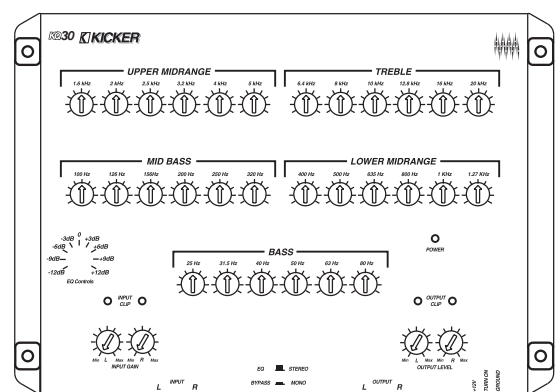 KQ30 KICKER
UPPER MIDRANGE
1.6 kHz 2 kHz 2.5 kHz 3.2 kHz 4 kHz 5 kHz
TREBLE
6.4 kHz 8 kHz 10 kHz 12.8 kHz 16 kHz 20 kHz
MID BASS
100 Hz 126 Hz 156Hz 200 Hz 250 Hz 320 Hz
LOWER MIDRANGE
400 Hz 500 Hz 635 Hz 800 Hz 1 KHz 1.27 KHz
0
-3dB +3dB
-6dB +6dB
-9dB +9dB
-12dB +12dB
EQ Controls
BASS
25 Hz 31.5 Hz 40 Hz 50 Hz 63 Hz 80 Hz
POWER
INPUT CLIP
OUTPUT CLIP
Min L Max Min R Max
INPUT GAIN
Min L Max Min R Max
OUTPUT LEVEL
INPUT
L R
EQ STEREO
BYPASS MONO
OUTPUT
L R
+12V
TURN ON
GROUND